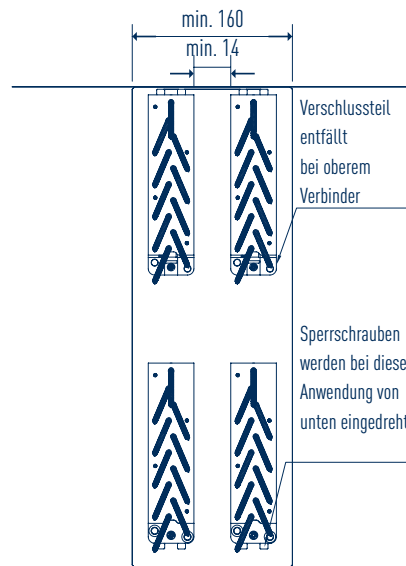 min. 160
min. 14
Verschlussteil
entfällt
bei oberem
Verbinder
Sperrschrauben
werden bei diese
Anwendung von
unten eingedreht